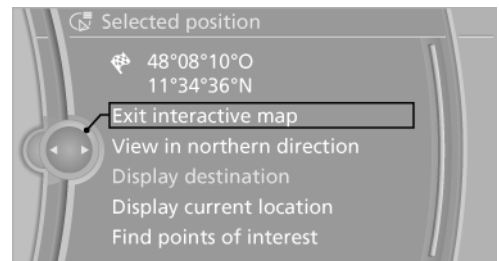 Selected position
48°08'10"O
11°34'36"N
Exit interactive map
View in northern direction
Display destination
Display current location
Find points of interest